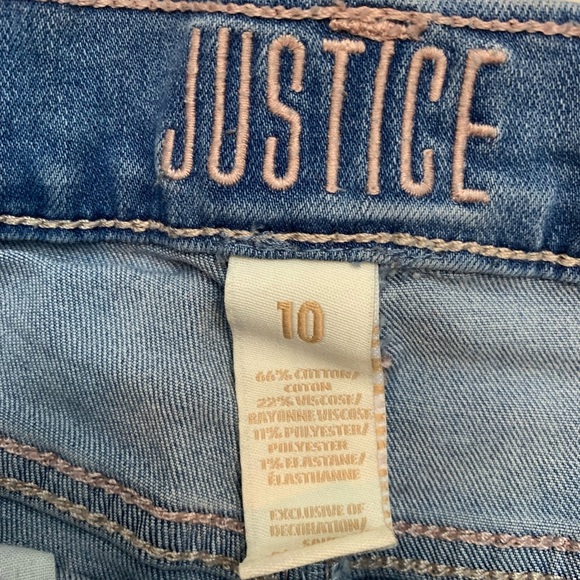 JUSTICE
10
66% COTTON/
COTON
22% VISCOSE/
RAYONNE VISCOSE
11% POLYESTER/
POLYESTER
1% ELASTANE/
ÉLASTHANNE
EXCLUSIVE OF
DECORATION/